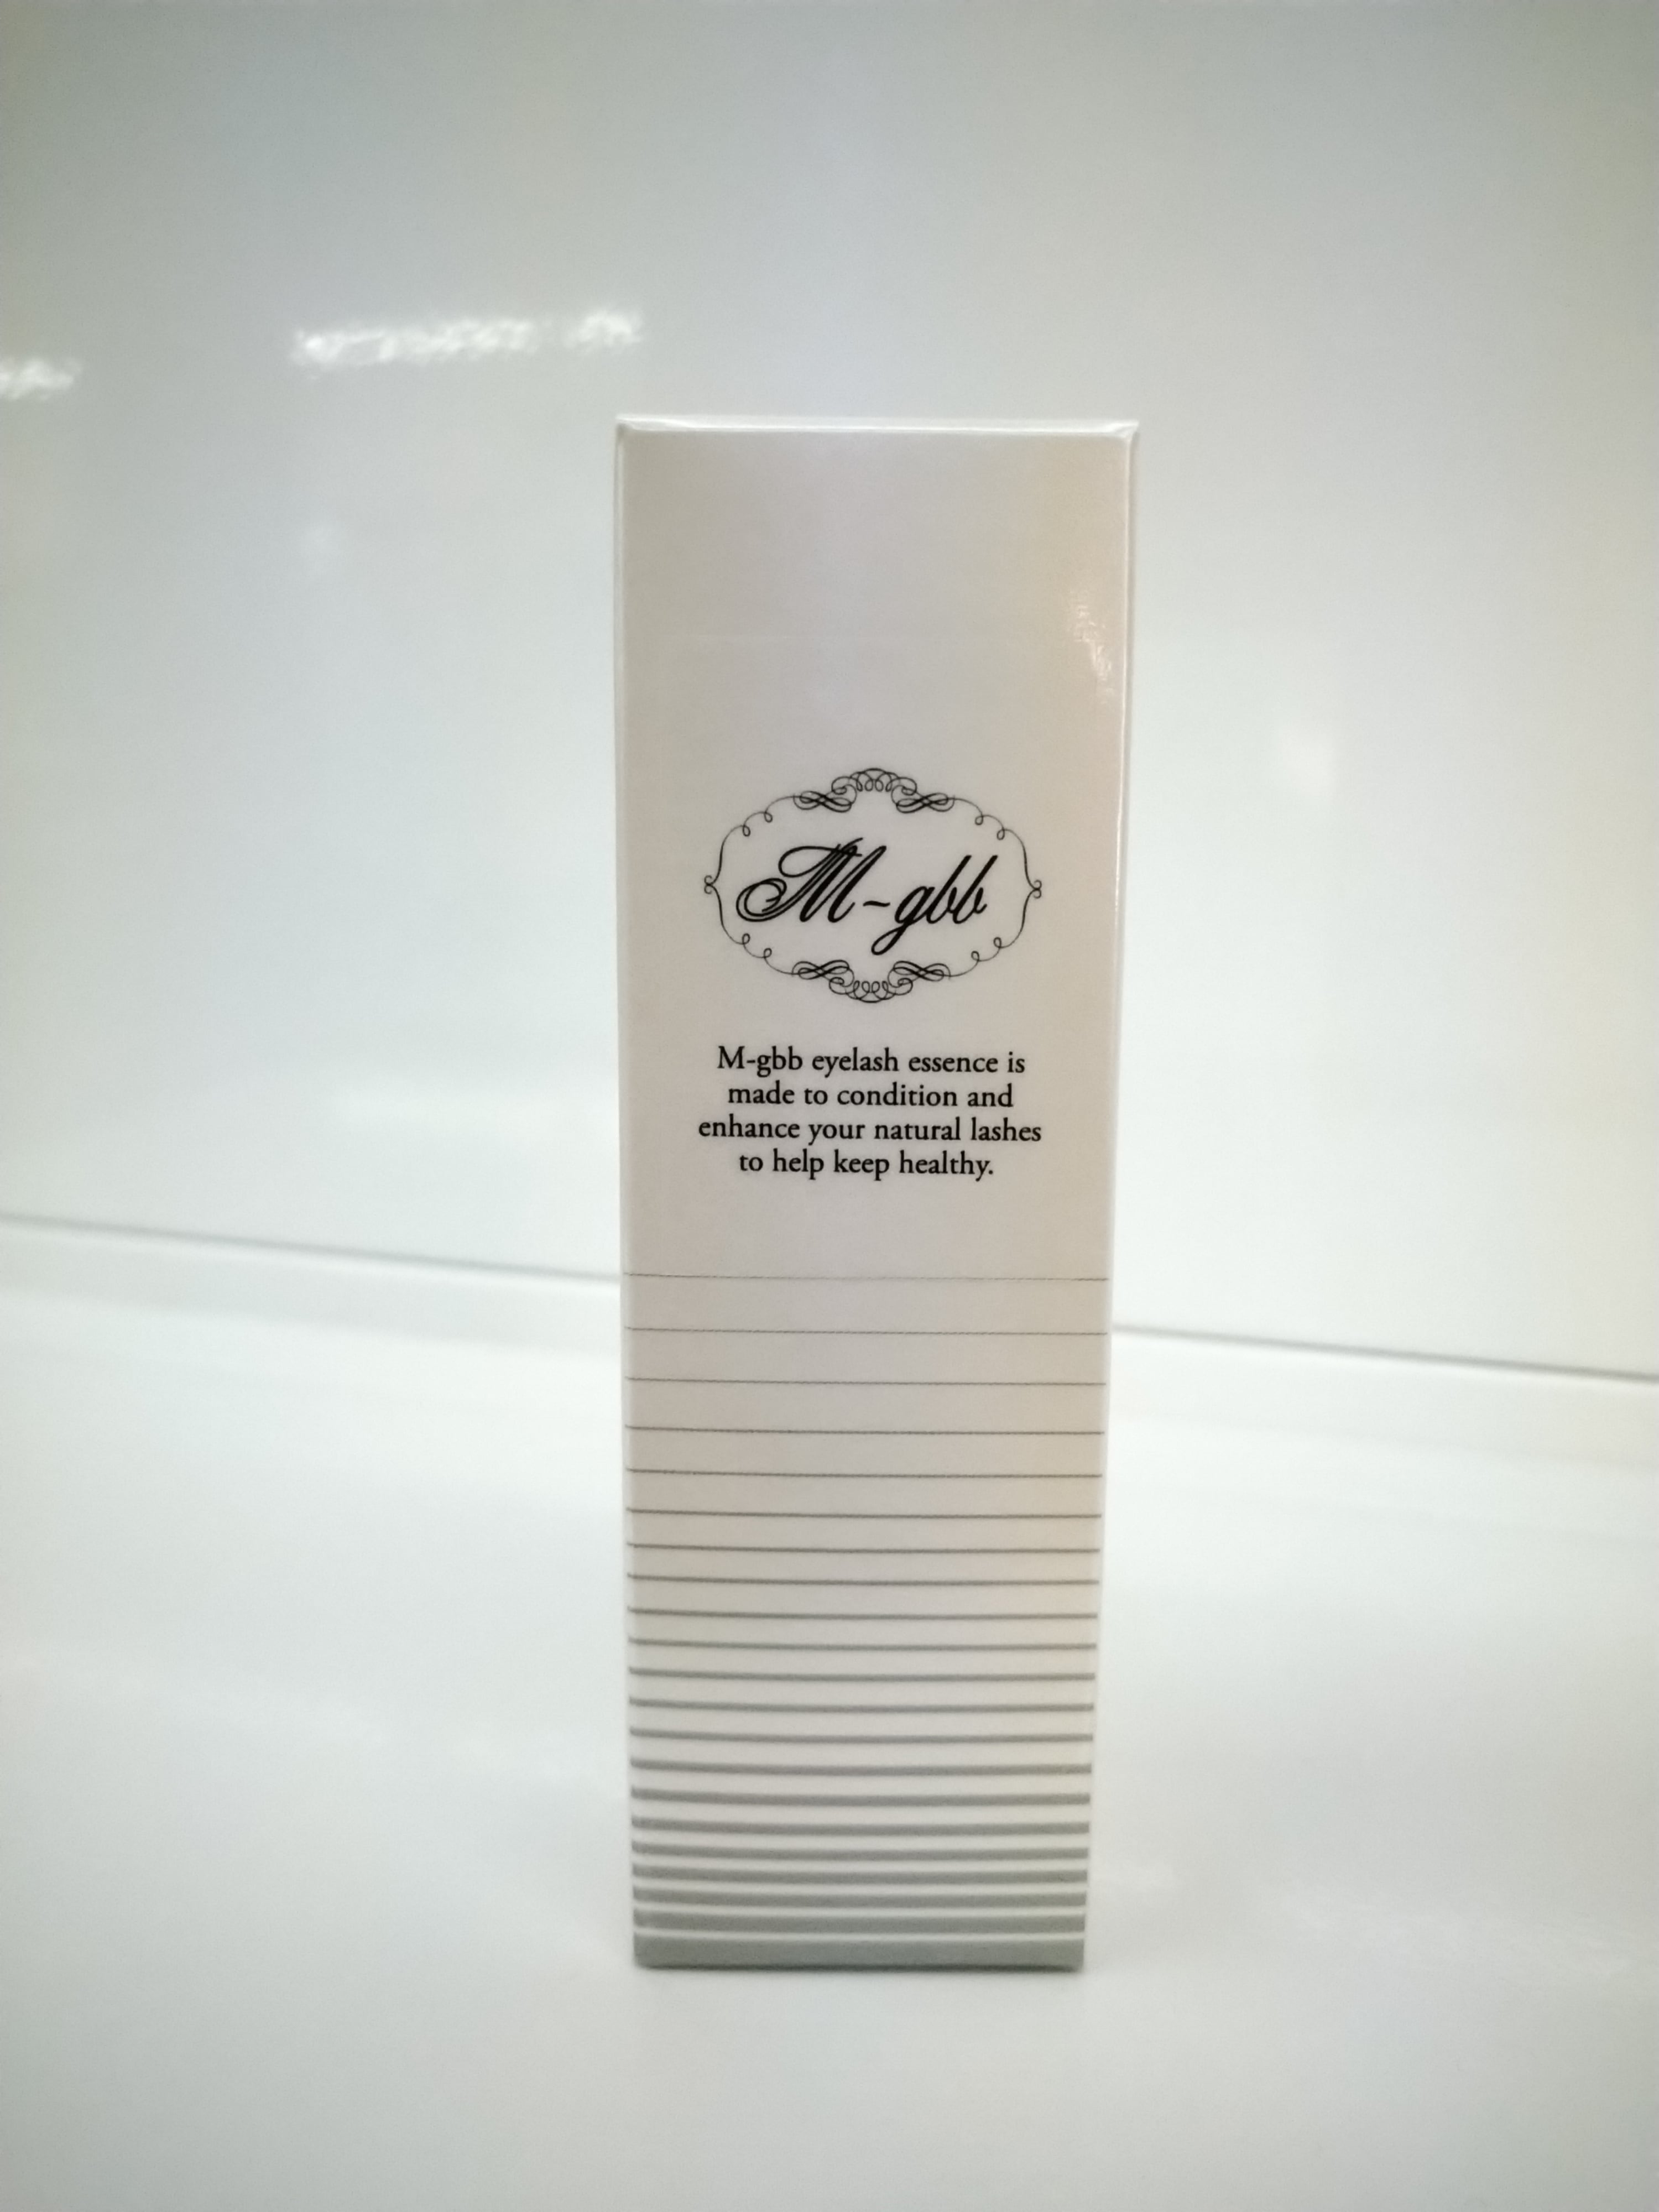 M-gbb
M-gbb eyelash essence is
made to condition and
enhance your natural lashes
to help keep healthy.